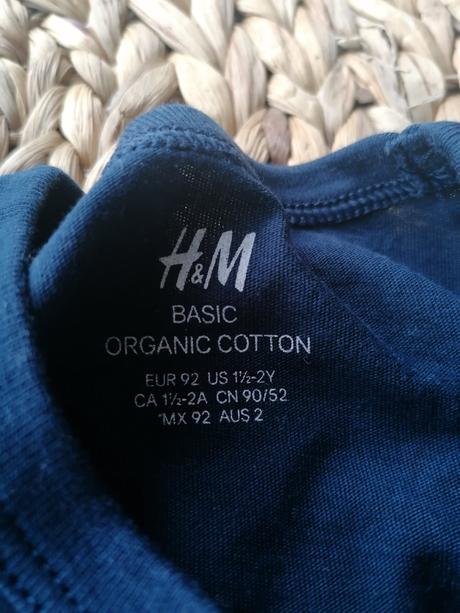 H&M
BASIC
ORGANIC COTTON
EUR 92 US 1½-2Y
CA 1½-2A CN 90/52
*MX 92 AUS 2